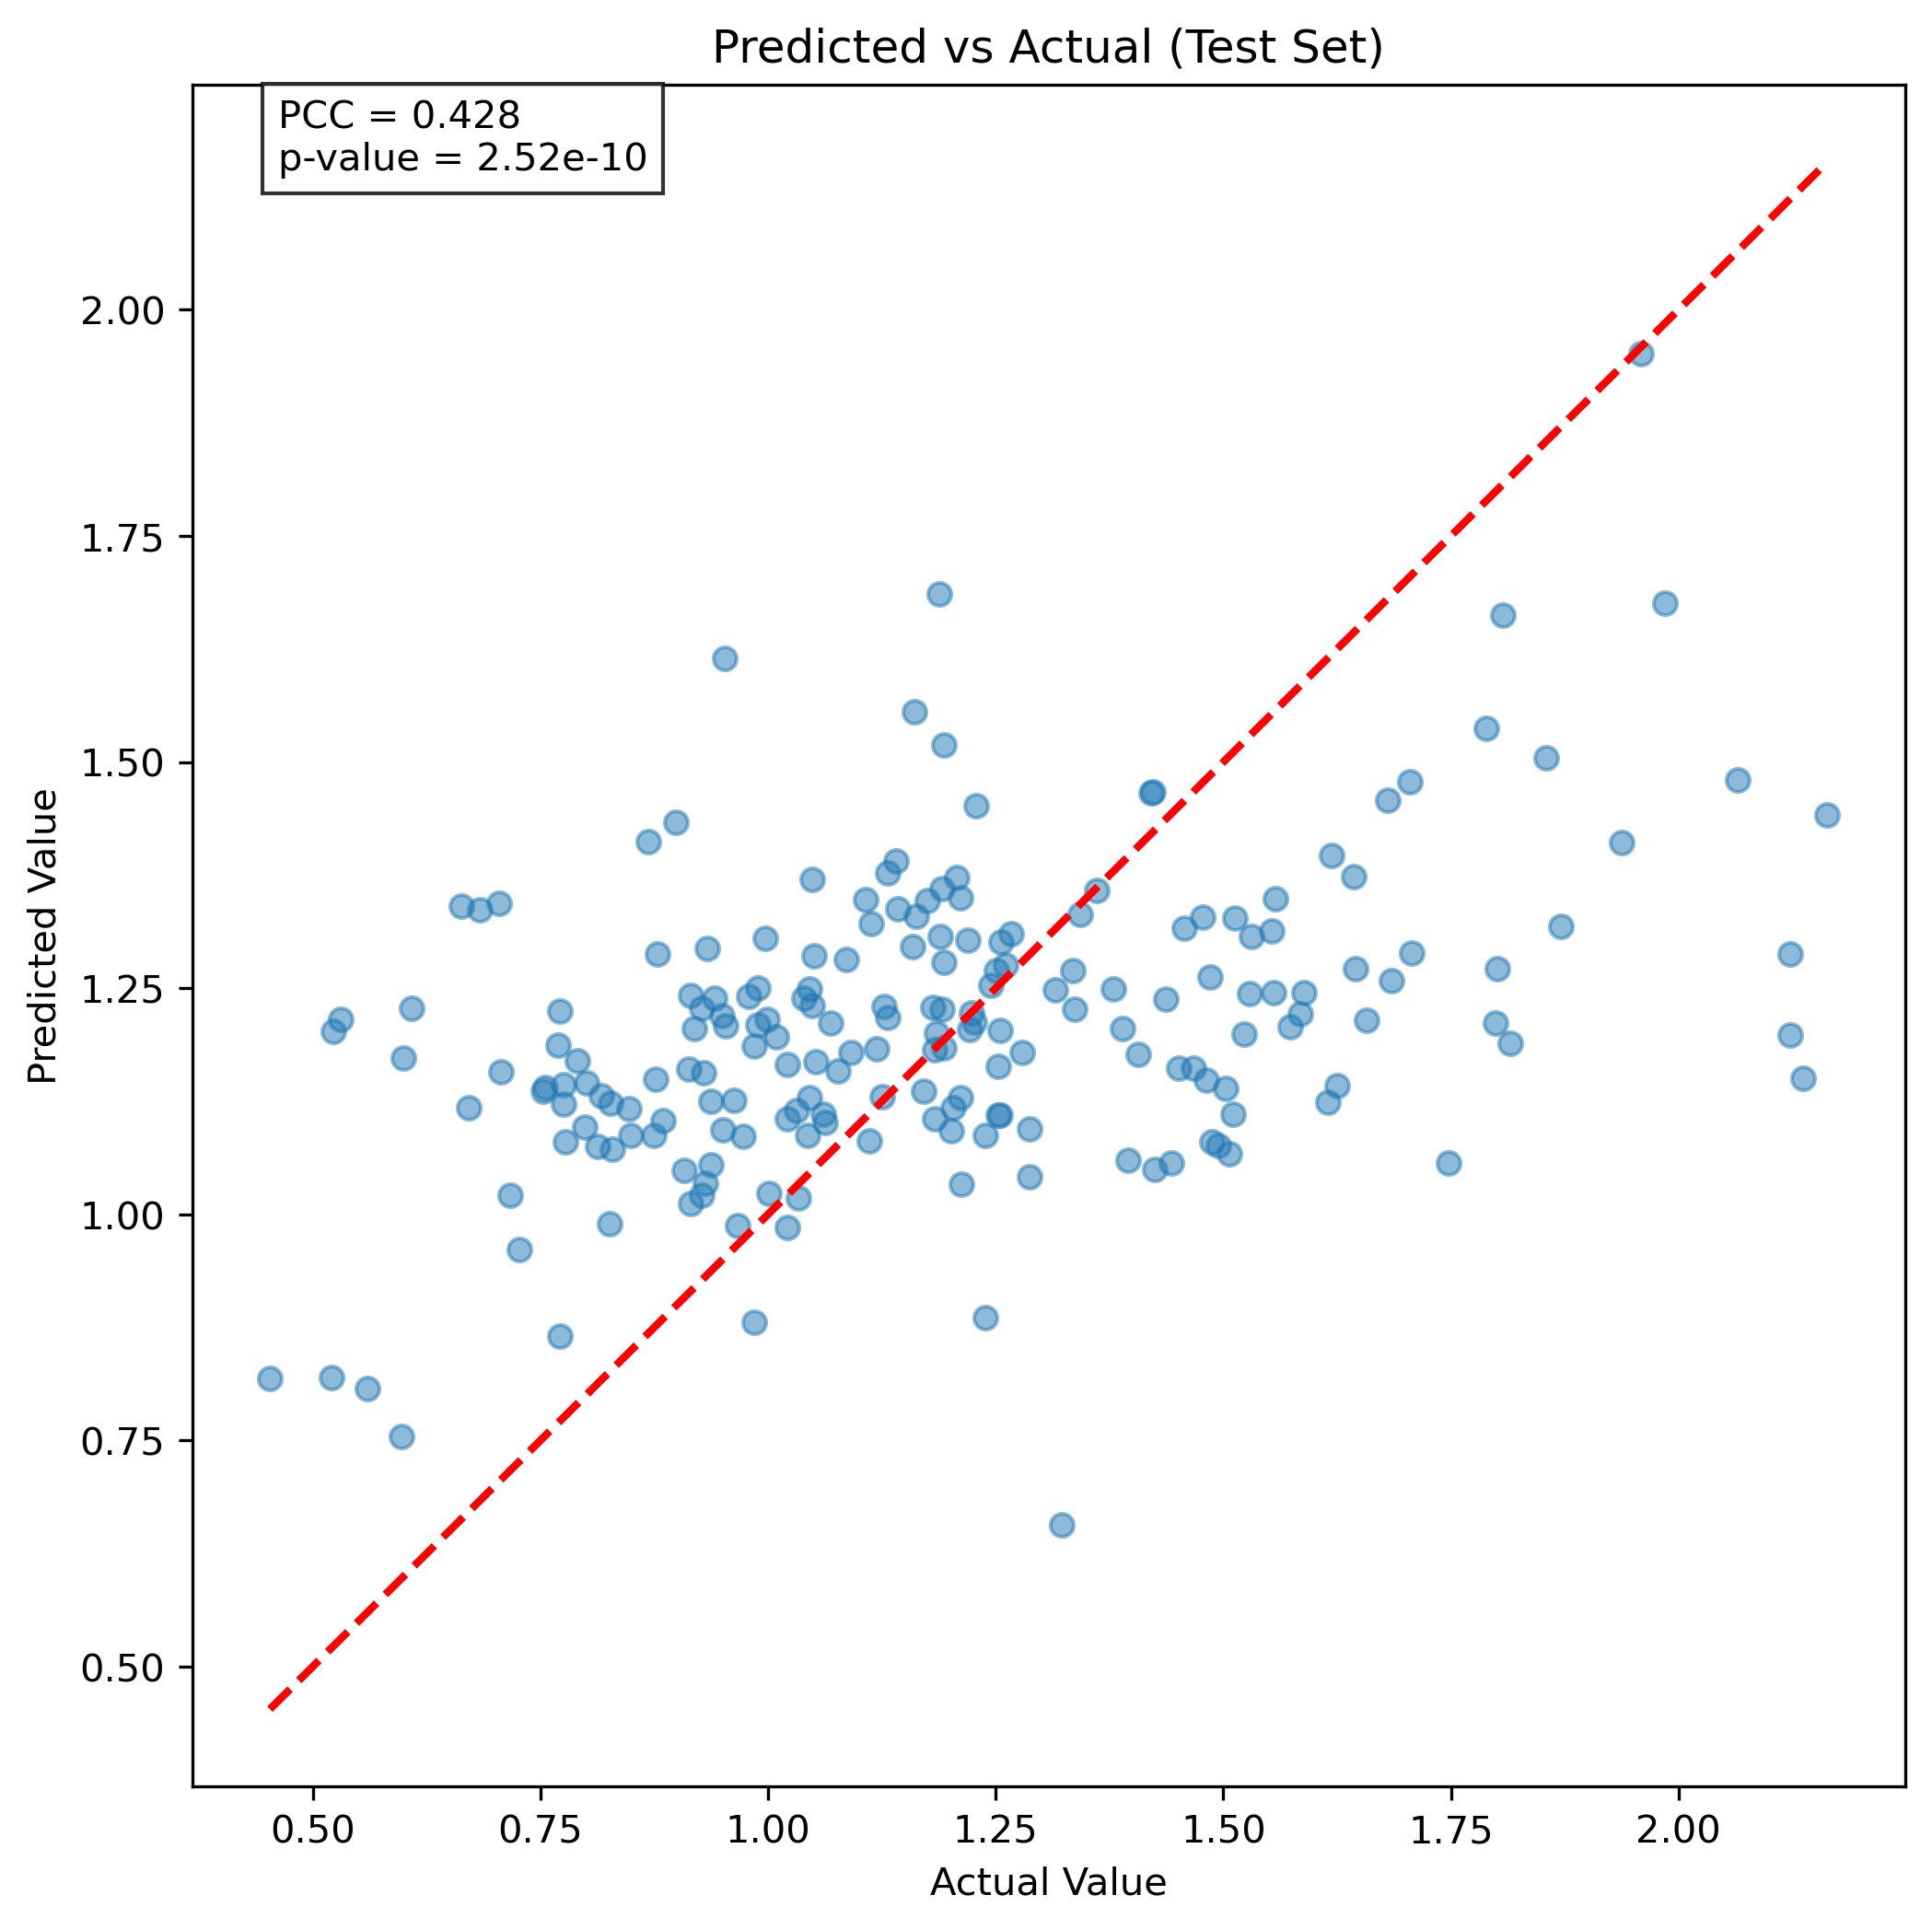 Predicted vs Actual (Test Set)
PCC = 0.428
p-value = 2.52e-10
Predicted Value
2.00
1.75
1.50
1.25
1.00
0.75
0.50
0.50 0.75 1.00 1.25 1.50 1.75 2.00
Actual Value